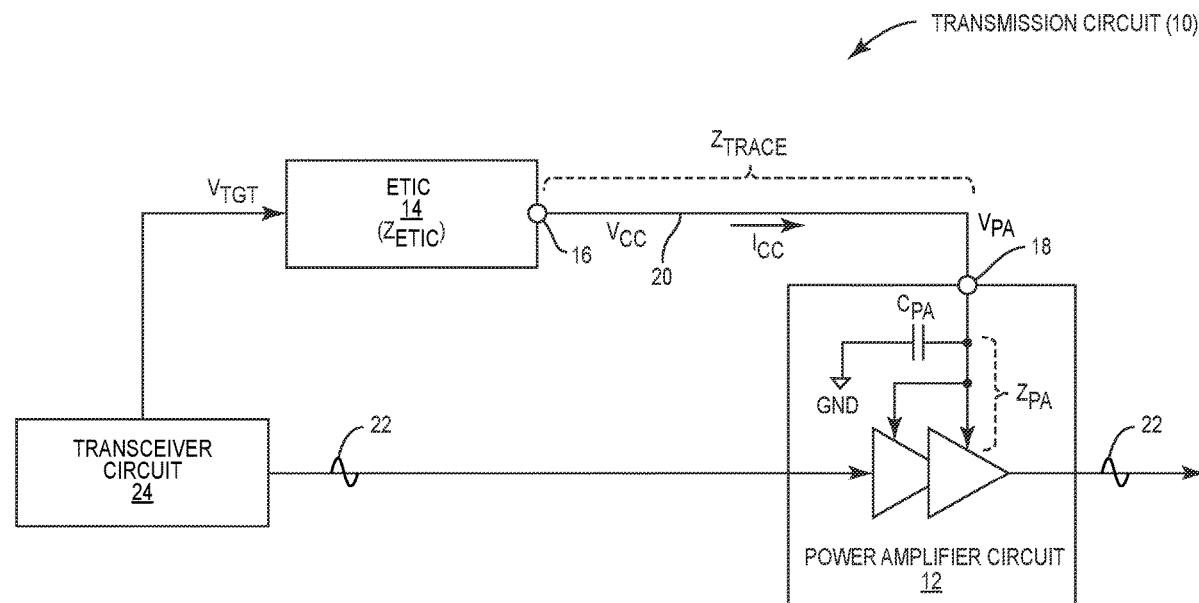 TRANSMISSION CIRCUIT (10)
ZTRACE
VTGT
ETIC
14
(ZETIC)
16
VCC
20
ICC
VPA
18
CPA
GND
ZPA
TRANSCEIVER
CIRCUIT
24
22
22
POWER AMPLIFIER CIRCUIT
12